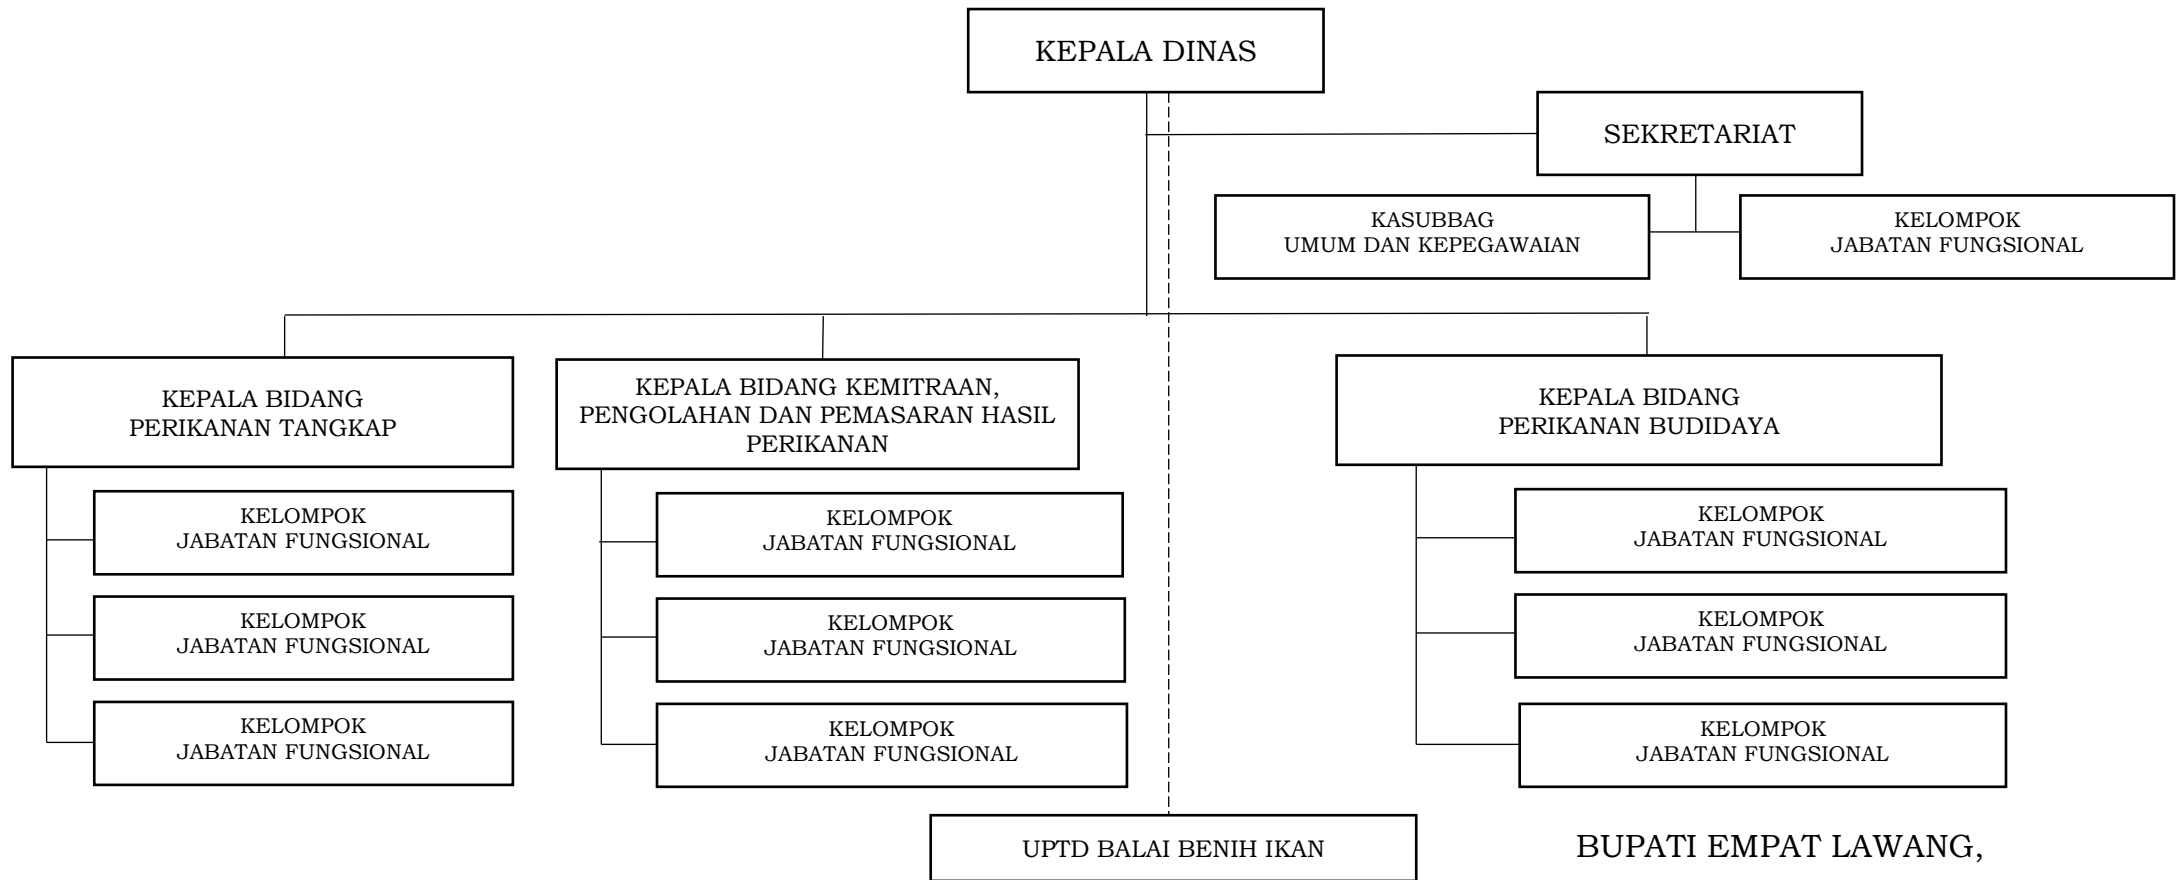 KEPALA DINAS
SEKRETARIAT
KASUBBAG
UMUM DAN KEPEGAWAIAN
KELOMPOK
JABATAN FUNGSIONAL
KEPALA BIDANG
PERIKANAN TANGKAP
KELOMPOK
JABATAN FUNGSIONAL
KELOMPOK
JABATAN FUNGSIONAL
KELOMPOK
JABATAN FUNGSIONAL
KEPALA BIDANG KEMITRAAN,
PENGOLAHAN DAN PEMASARAN HASIL
PERIKANAN
KELOMPOK
JABATAN FUNGSIONAL
KELOMPOK
JABATAN FUNGSIONAL
KELOMPOK
JABATAN FUNGSIONAL
KEPALA BIDANG
PERIKANAN BUDIDAYA
KELOMPOK
JABATAN FUNGSIONAL
KELOMPOK
JABATAN FUNGSIONAL
KELOMPOK
JABATAN FUNGSIONAL
UPTD BALAI BENIH IKAN
BUPATI EMPAT LAWANG,